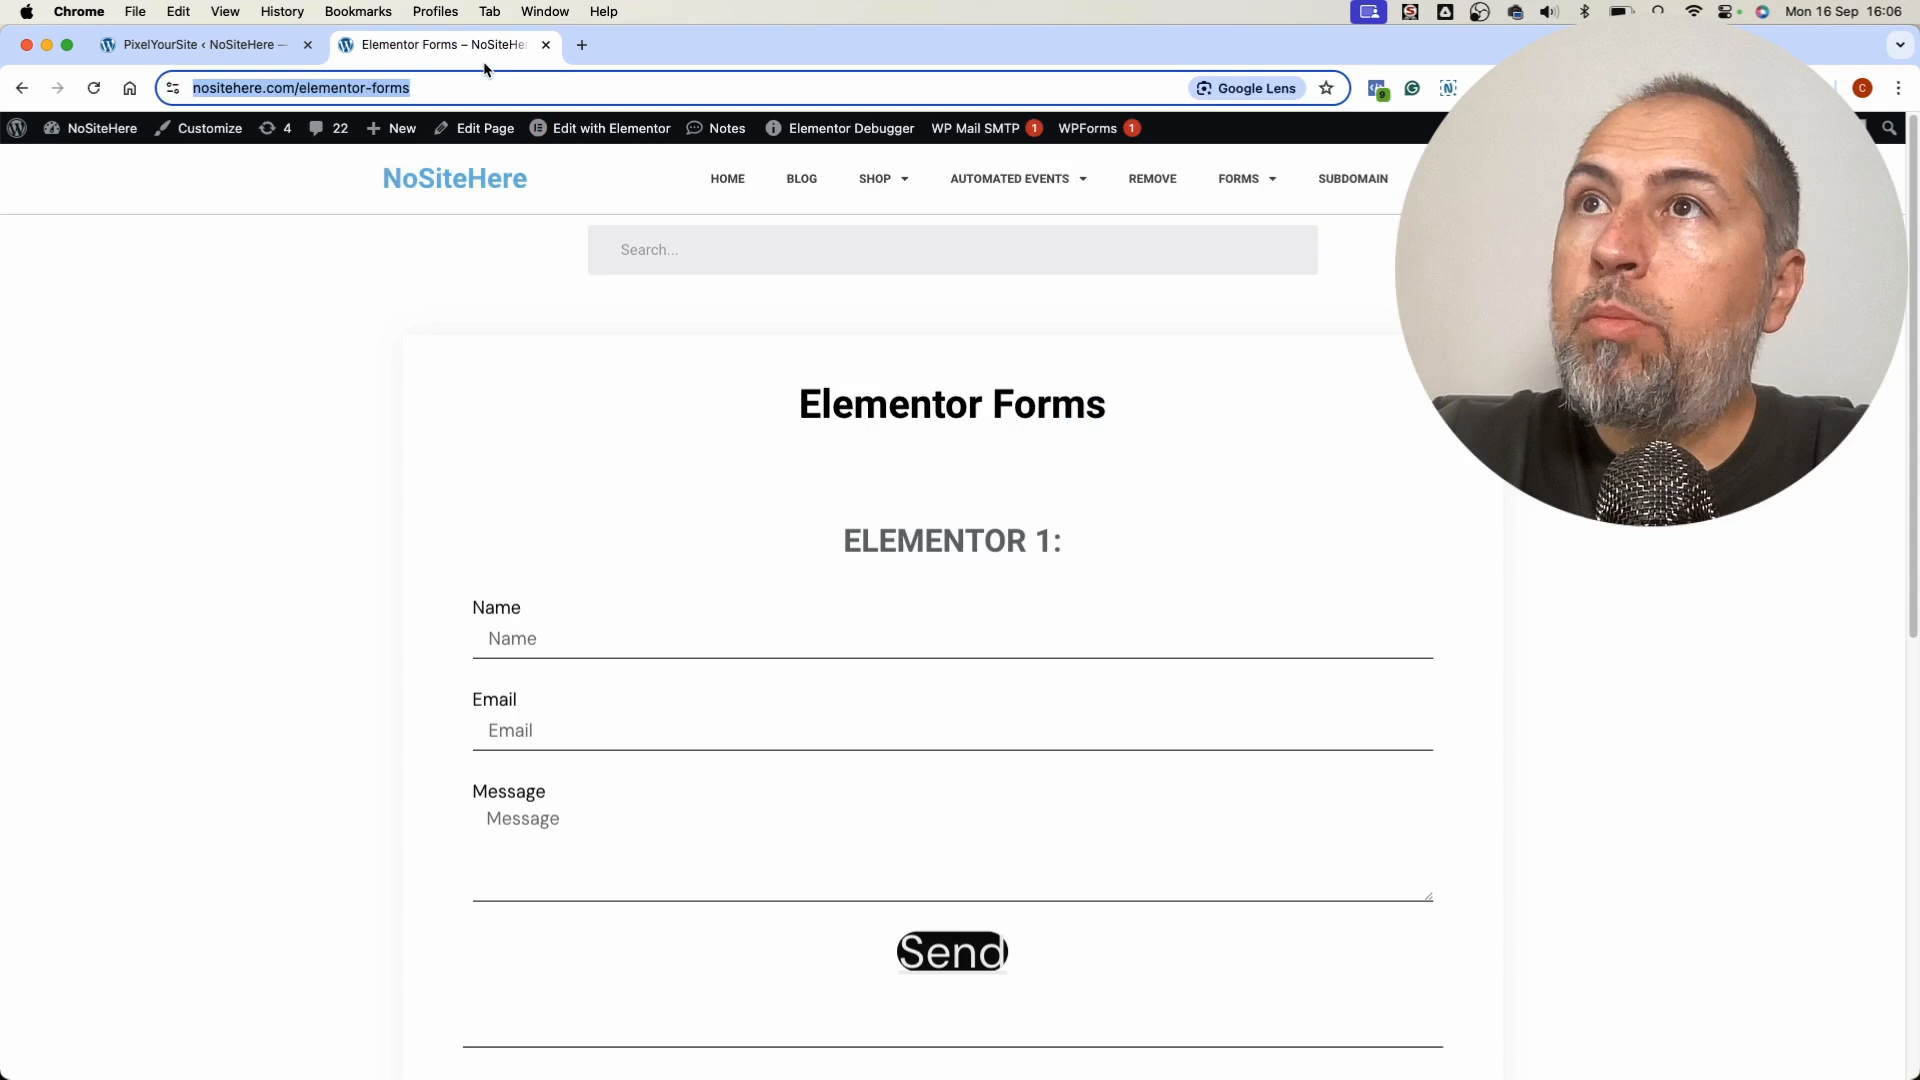 Chrome File Edit View History Bookmarks Profiles Tab Window Help Mon 16 Sep 16:06
PixelYourSite ‹ NoSiteHere — Elementor Forms – NoSiteHe
nositehere.com/elementor-forms Google Lens 9 C
NoSiteHere Customize 4 22 New Edit Page Edit with Elementor Notes Elementor Debugger WP Mail SMTP 1 WPForms 1
NoSiteHere HOME BLOG SHOP AUTOMATED EVENTS REMOVE FORMS SUBDOMAIN
Search...
Elementor Forms
ELEMENTOR 1:
Name
Name
Email
Email
Message
Message
Send